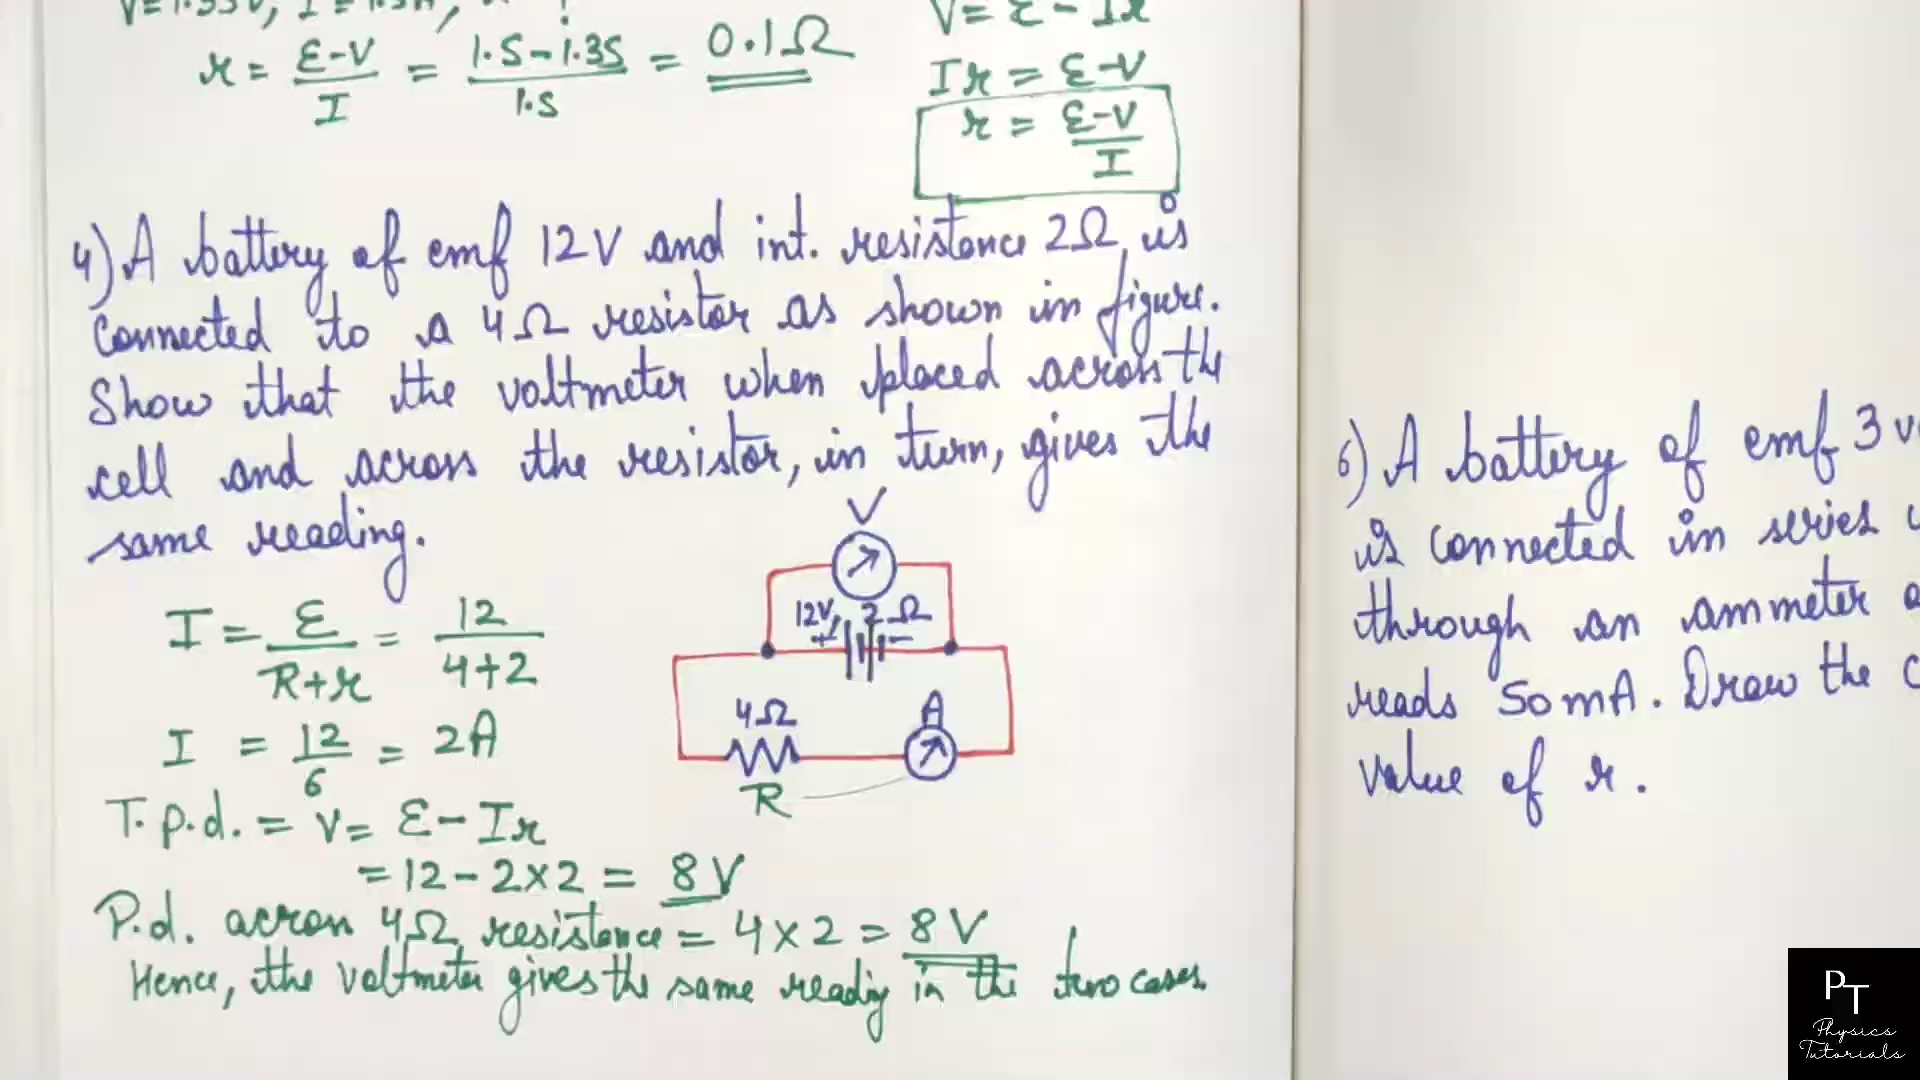 r = ε-V/I = 1.5-1.35/1.5 = 0.1Ω
V = ε - Ir
Ir = ε-V
r = ε-V/I
4) A battery of emf 12V and int. resistance 2Ω is
connected to a 4Ω resistor as shown in figure.
Show that the voltmeter when placed across the
cell and across the resistor, in turn, gives the
same reading.
I = ε/R+r = 12/4+2
I = 12/6 = 2A
T.p.d. = V = ε - Ir
= 12 - 2×2 = 8V
P.d. across 4Ω resistance = 4 × 2 = 8V
Hence, the voltmeter gives the same reading in the two cases.
V
12V, 2Ω
+ -
4Ω
A
R
6) A battery of emf 3
is connected in series
through an ammeter
reads 50mA. Draw the
value of r.
PT
Physics
Tutorials